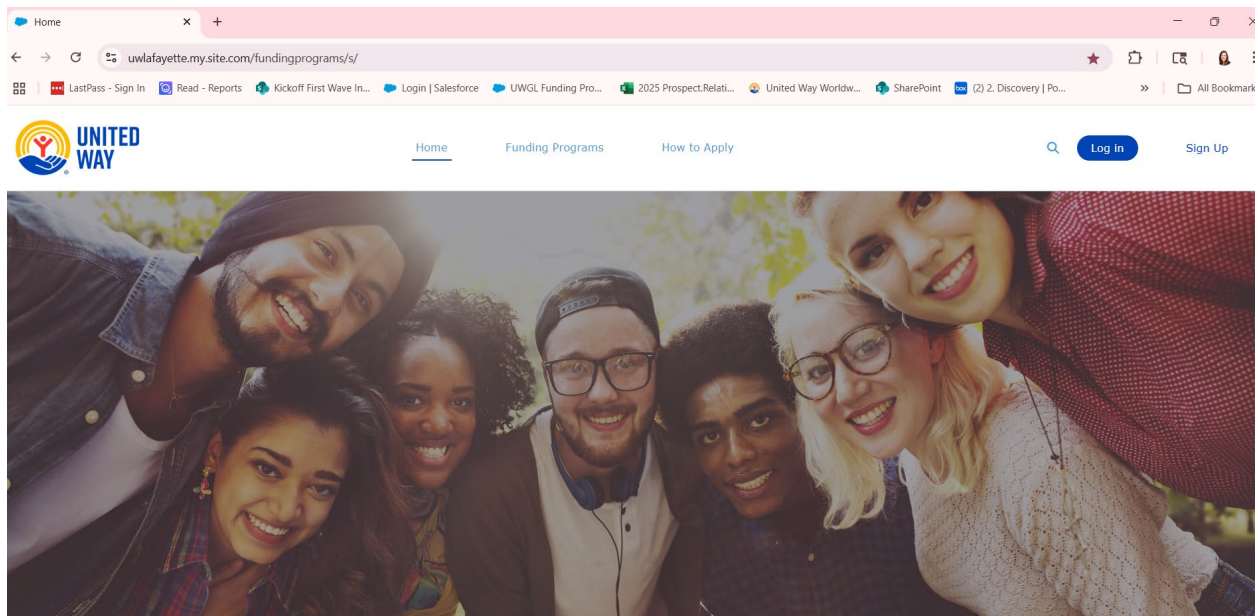 Home
uwlafayette.my.site.com/fundingprograms/s/
LastPass - Sign In Read - Reports Kickoff First Wave In... Login | Salesforce UWGL Funding Pro... 2025 Prospect.Relati... United Way Worldw... SharePoint box (2) 2. Discovery | Po... » All Bookmark
UNITED
WAY
Home Funding Programs How to Apply Log in Sign Up